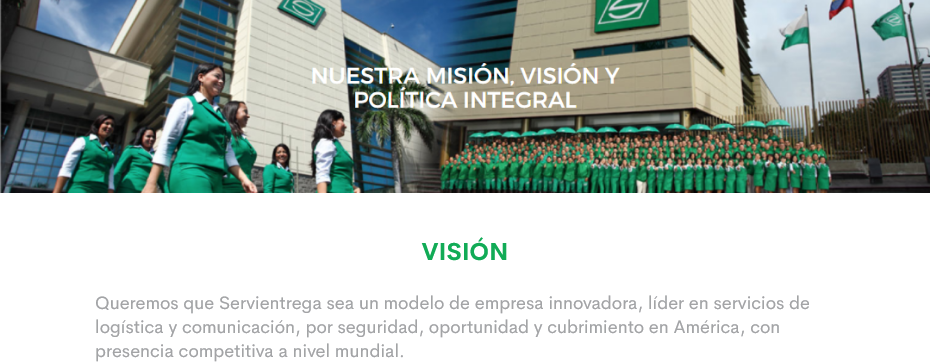 NUESTRA MISIÓN, VISIÓN Y
POLÍTICA INTEGRAL
VISIÓN
Queremos que Servientrega sea un modelo de empresa innovadora, líder en servicios de
logística y comunicación, por seguridad, oportunidad y cubrimiento en América, con
presencia competitiva a nivel mundial.